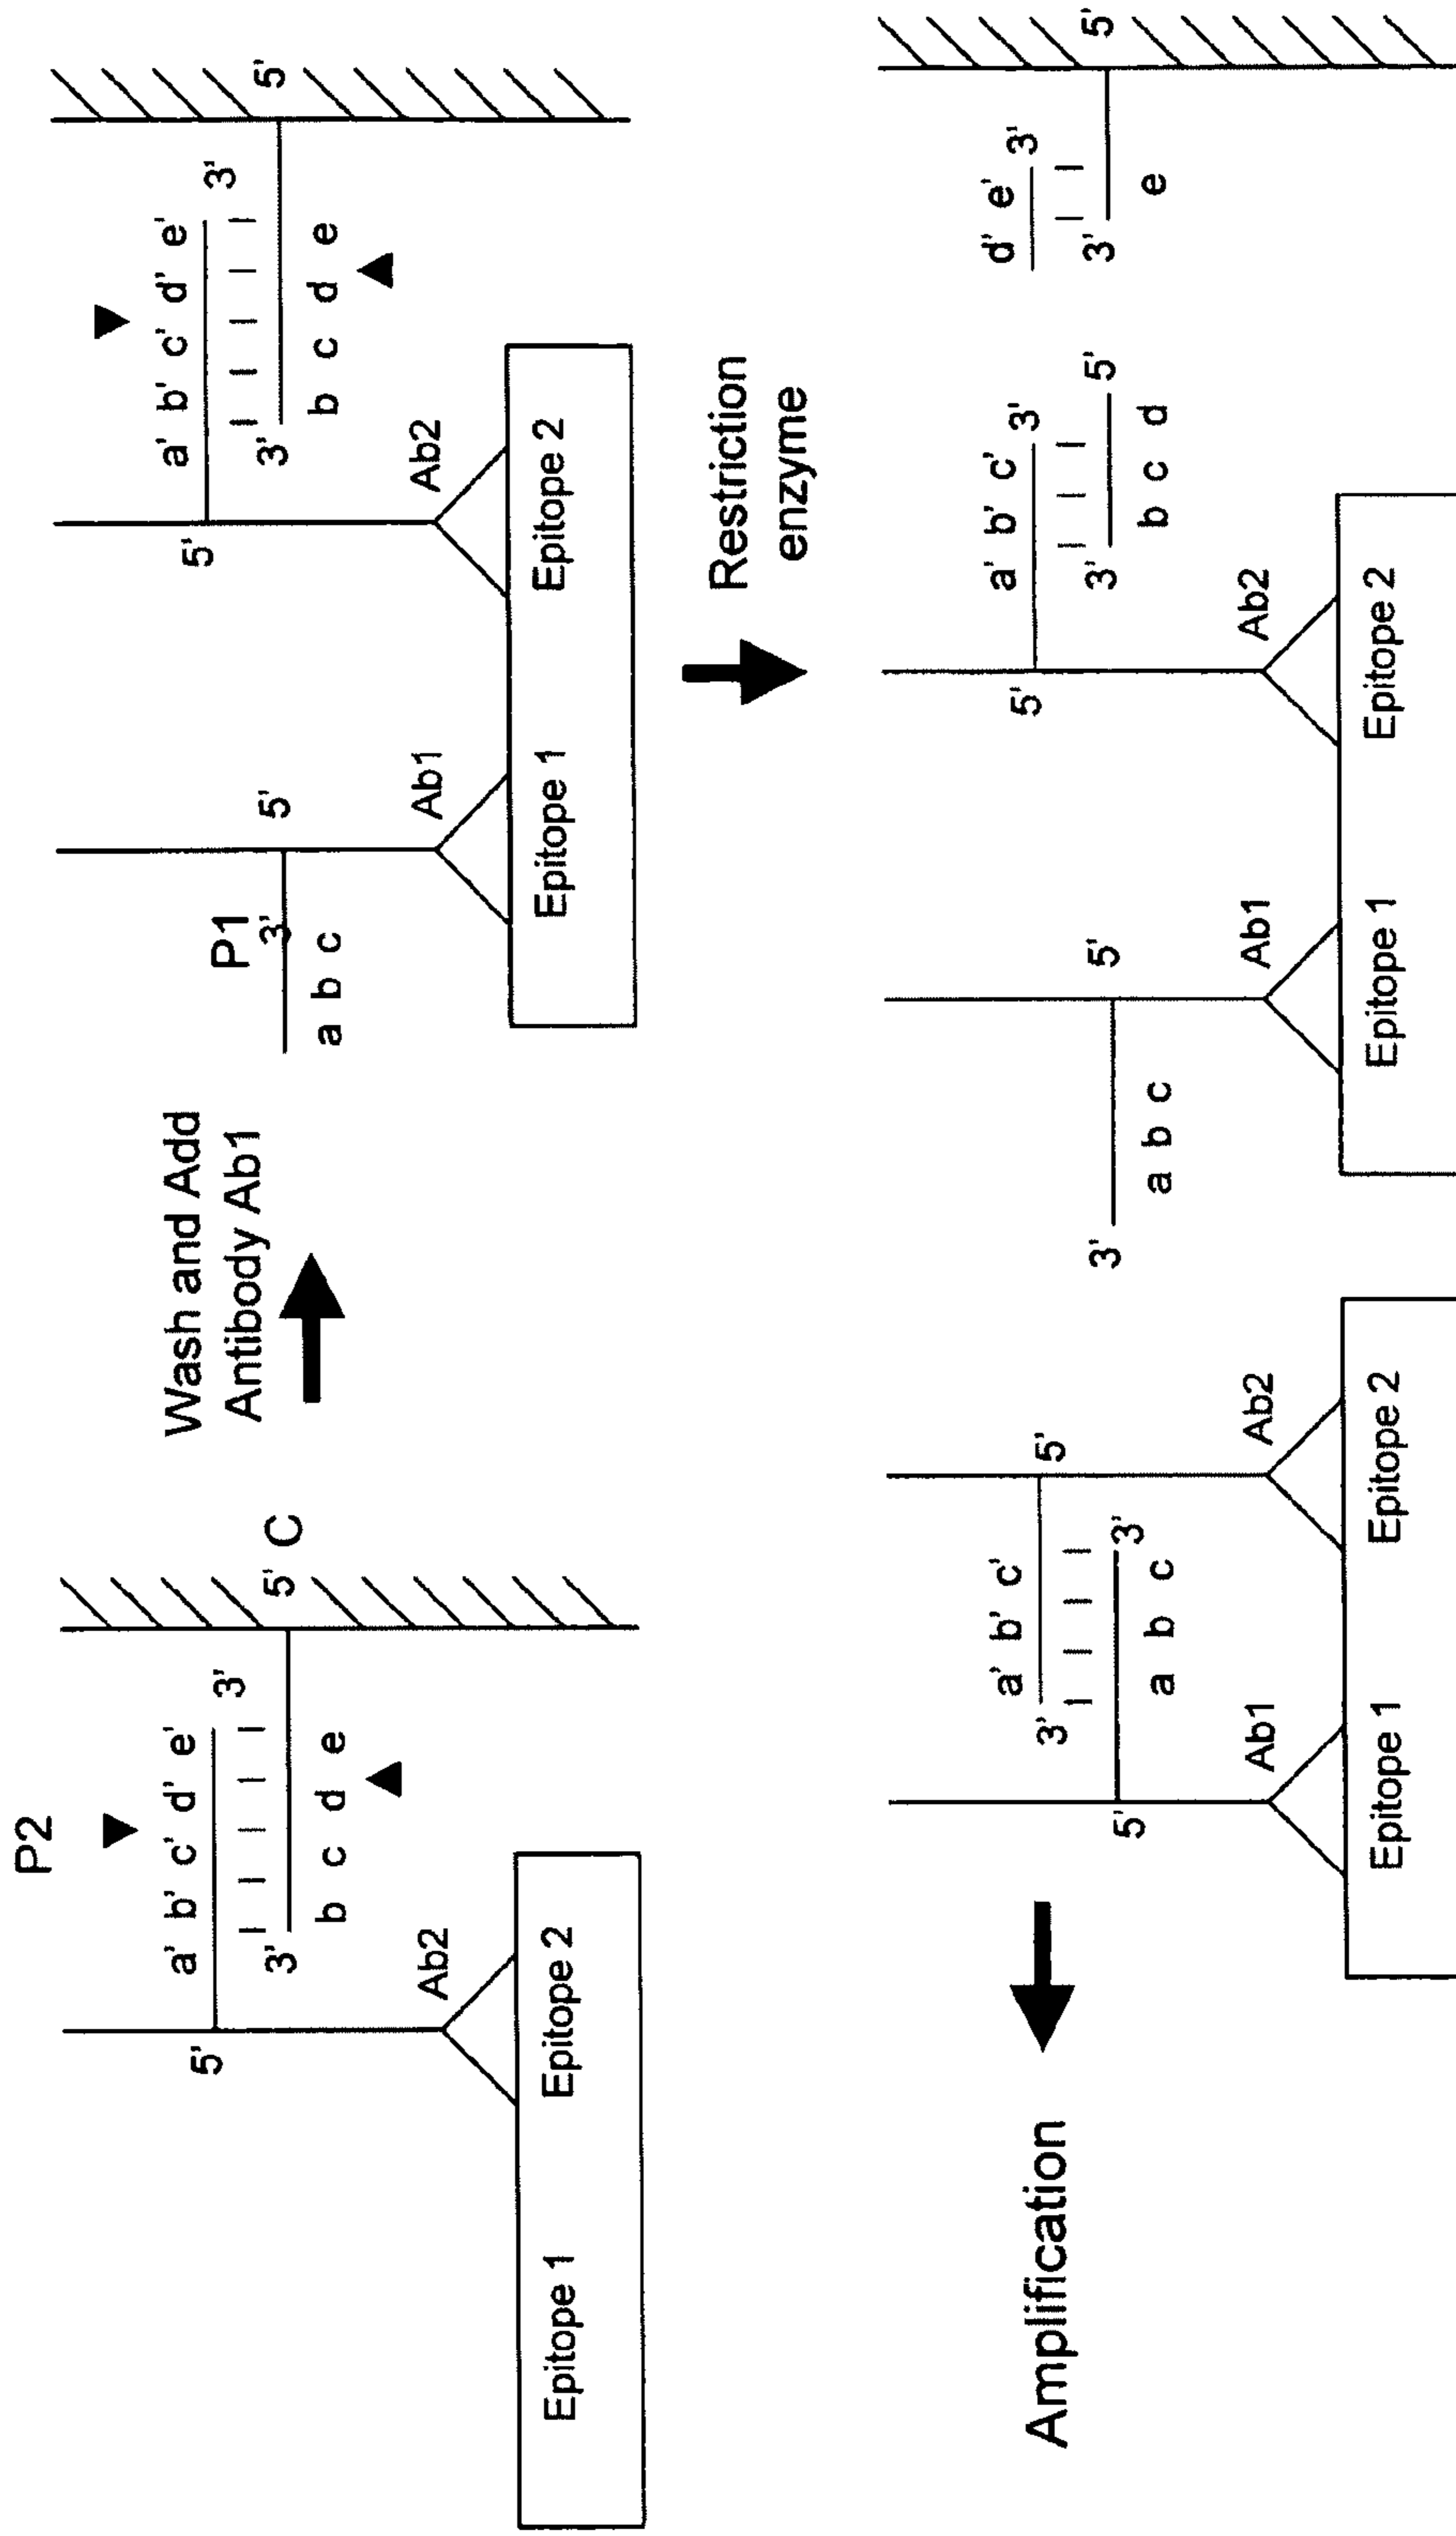 P2
a' b' c' d' e'
5'
3'
3'
5' C
b c d e
Ab2
Epitope 1
Epitope 2
Wash and Add
Antibody Ab1
P1
3'
5'
a b c
Ab1
a' b' c' d' e'
5'
3'
3'
5'
b c d e
Ab2
Epitope 1
Epitope 2
Restriction
enzyme
Amplification
a' b' c'
3'
5'
5'
3'
a b c
Ab1
Ab2
Epitope 1
Epitope 2
3'
5'
a b c
Ab1
a' b' c'
5'
3'
3'
5'
b c d
Ab2
Epitope 1
Epitope 2
d' e'
3'
3'
5'
e